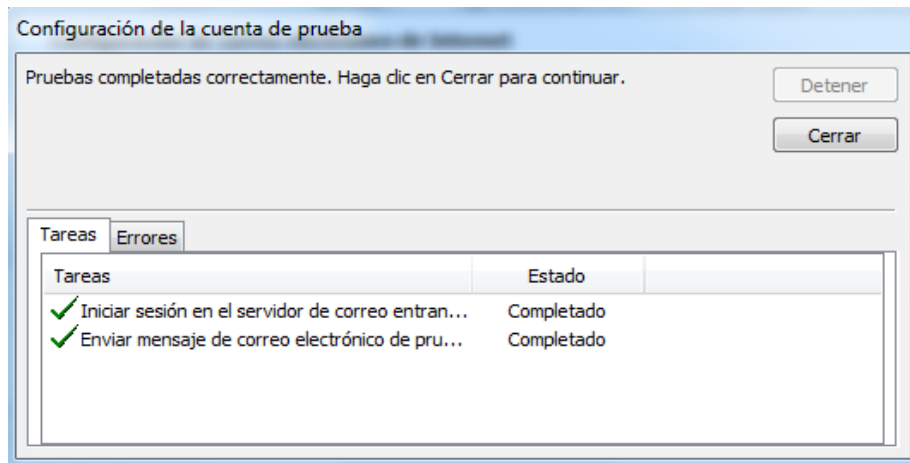 Configuración de la cuenta de prueba
Pruebas completadas correctamente. Haga clic en Cerrar para continuar.
Detener
Cerrar
Tareas Errores
Tareas Estado
Iniciar sesión en el servidor de correo entran... Completado
Enviar mensaje de correo electrónico de pru... Completado